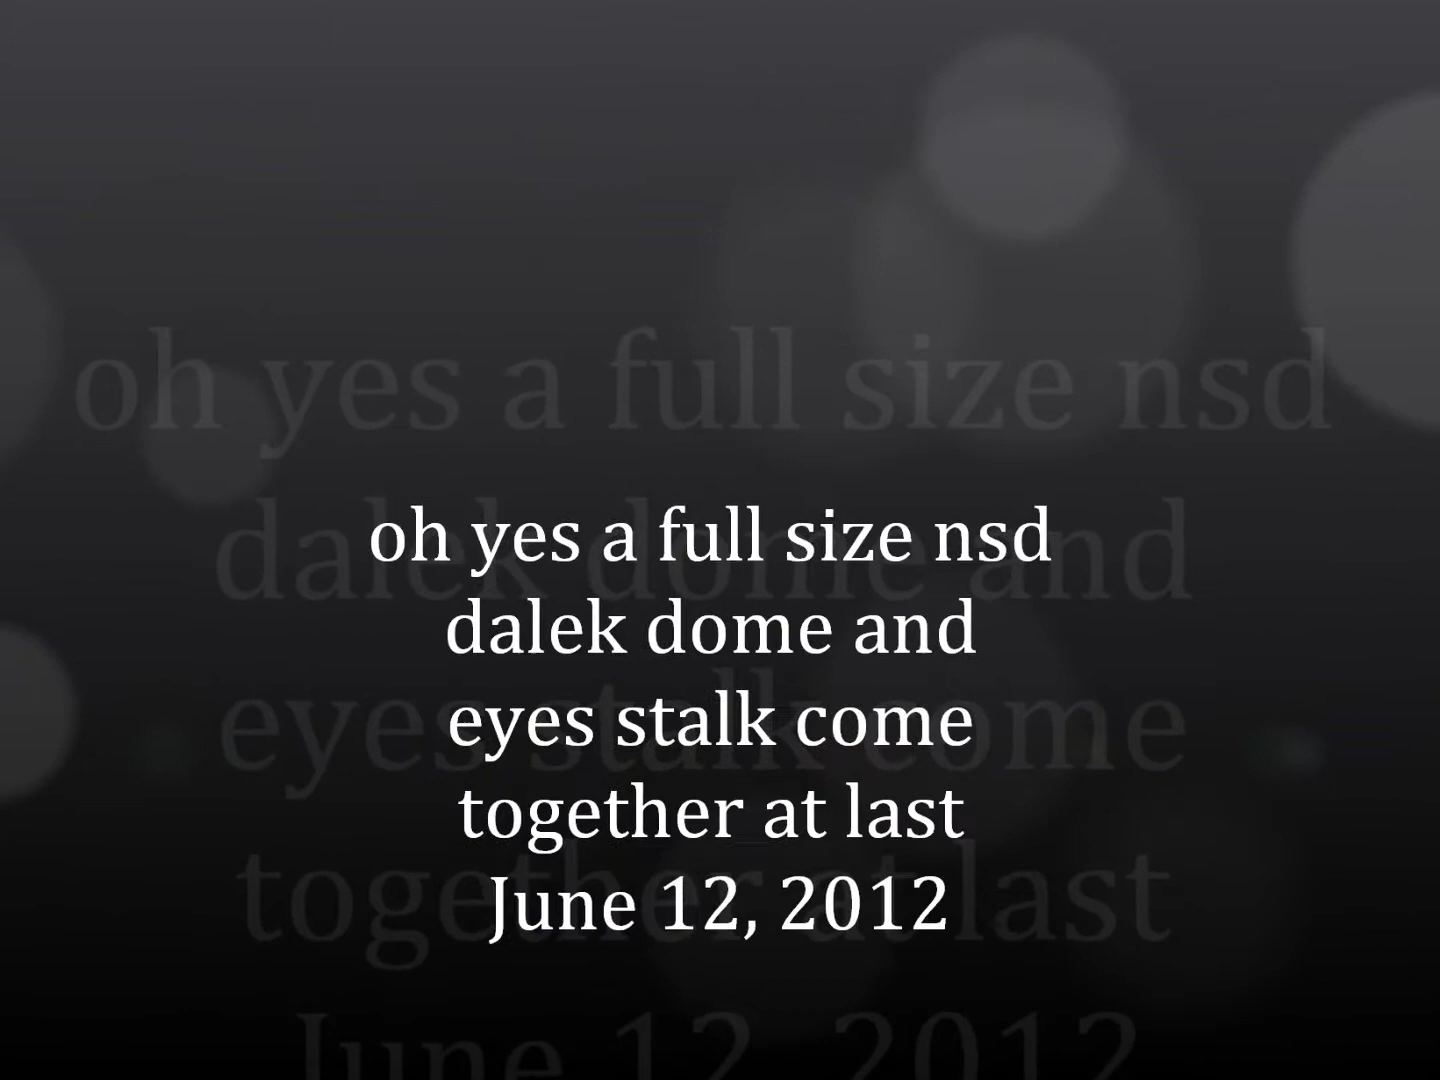 oh yes a full size nsd
dalek dome and
eyes stalk come
together at last
June 12, 2012